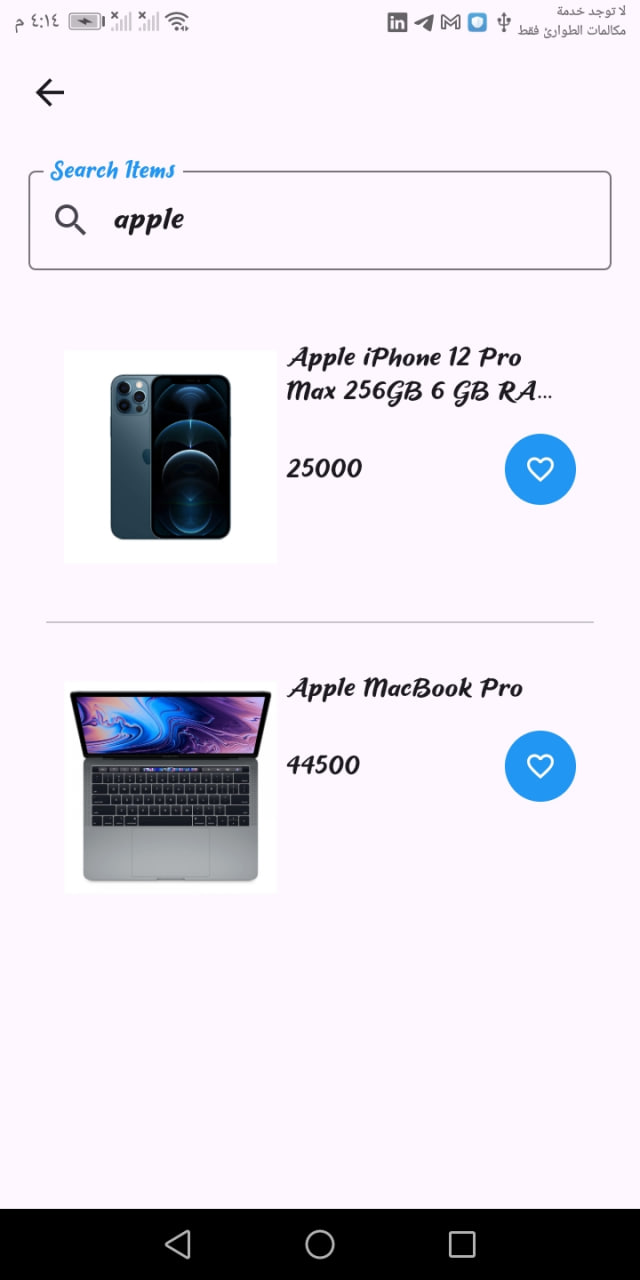 ٤:١٤ م
لا توجد خدمة
مكالمات الطوارئ فقط
Search Items
apple
Apple iPhone 12 Pro
Max 256GB 6 GB RA...
25000
Apple MacBook Pro
44500